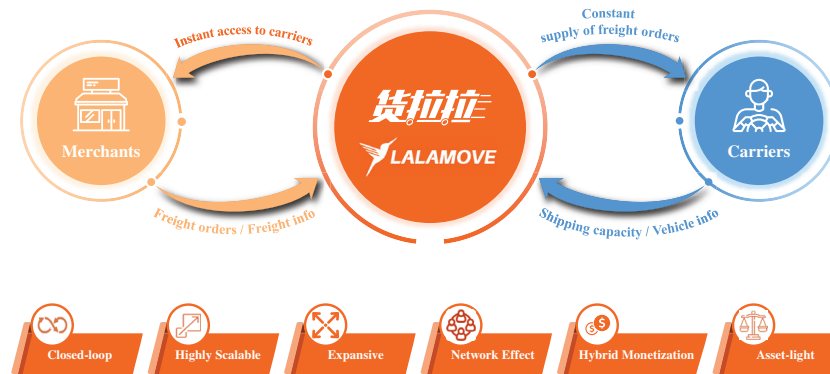 Instant access to carriers
Constant
supply of freight orders
货拉拉
LALAMOVE
Merchants
Carriers
Freight orders / Freight info
Shipping capacity / Vehicle info
Closed-loop
Highly Scalable
Expansive
Network Effect
Hybrid Monetization
Asset-light